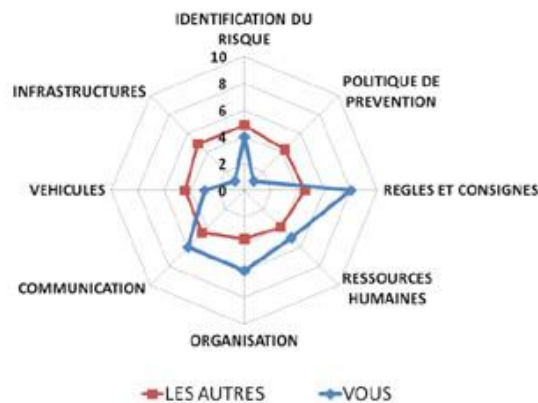 IDENTIFICATION DU
RISQUE
10
8
6
4
2
0
POLITIQUE DE
PREVENTION
REGLES ET CONSIGNES
RESSOURCES
HUMAINES
ORGANISATION
COMMUNICATION
VEHICULES
INFRASTRUCTURES
LES AUTRES
VOUS